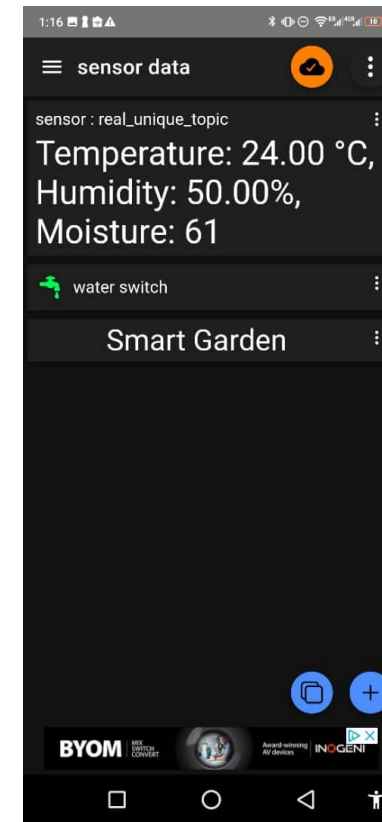 1:16
10
sensor data
sensor : real_unique_topic
Temperature: 24.00 °C,
Humidity: 50.00%,
Moisture: 61
water switch
Smart Garden
BYOM
MIX
SWITCH
CONVERT
Award-winning
AV devices
INOGENI